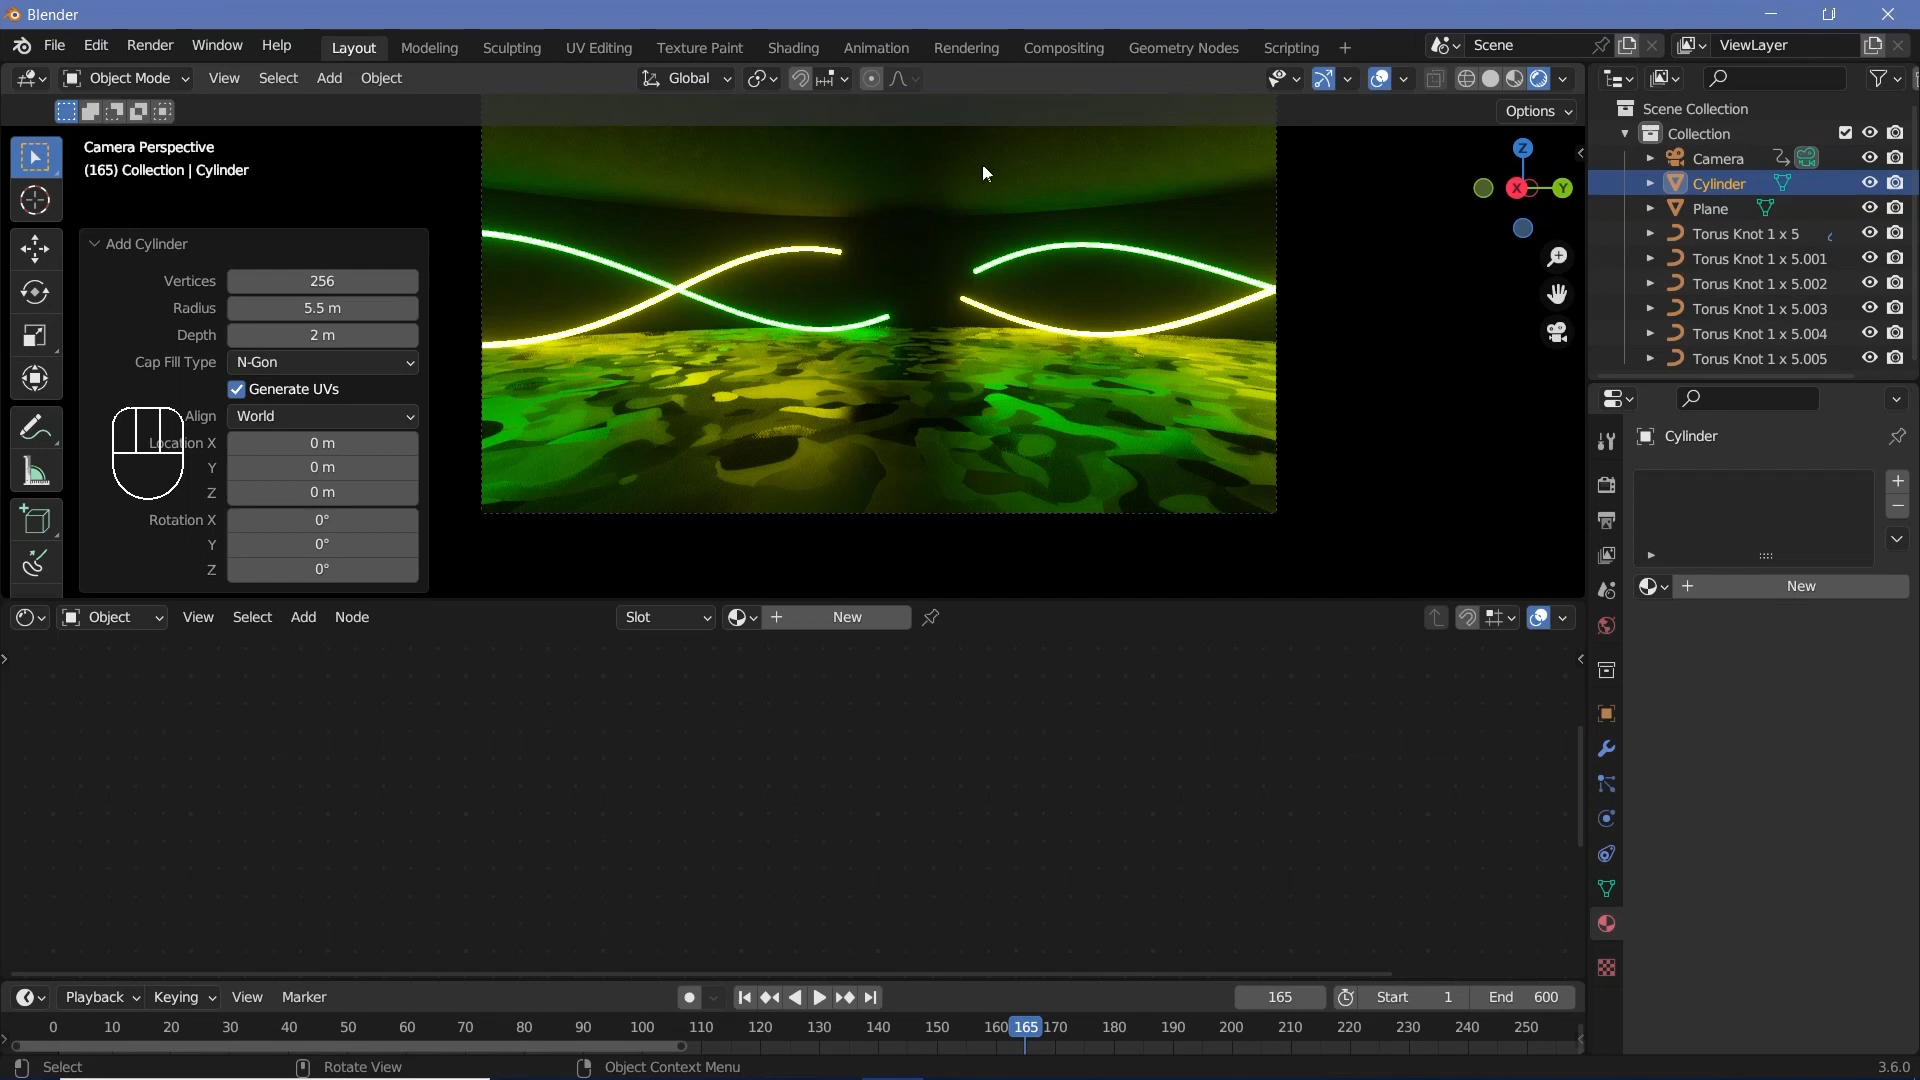 Blender
File Edit Render Window Help
Layout Modeling Sculpting UV Editing Texture Paint Shading Animation Rendering Compositing Geometry Nodes Scripting +
Scene
ViewLayer
Object Mode View Select Add Object
Global
Options
Camera Perspective
(165) Collection | Cylinder
Z
X
Y
Add Cylinder
Vertices 256
Radius 5.5 m
Depth 2 m
Cap Fill Type N-Gon
Generate UVs
Align World
Location X 0 m
Y 0 m
Z 0 m
Rotation X 0°
Y 0°
Z 0°
Scene Collection
Collection
Camera
Cylinder
Plane
Torus Knot 1 x 5
Torus Knot 1 x 5.001
Torus Knot 1 x 5.002
Torus Knot 1 x 5.003
Torus Knot 1 x 5.004
Torus Knot 1 x 5.005
Cylinder
New
Object View Select Add Node
Slot
New
Playback Keying View Marker
165
Start 1
End 600
0 10 20 30 40 50 60 70 80 90 100 110 120 130 140 150 160 165 170 180 190 200 210 220 230 240 250
Select
Rotate View
Object Context Menu
3.6.0